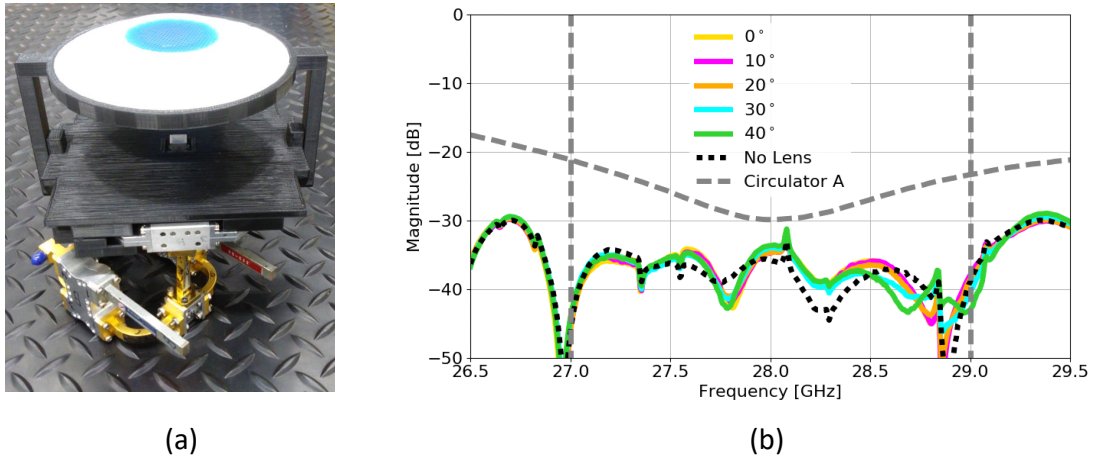 0
−10
−20
−30
−40
−50
Magnitude [dB]
0°
10°
20°
30°
40°
No Lens
Circulator A
26.5 27.0 27.5 28.0 28.5 29.0 29.5
Frequency [GHz]
(a)
(b)